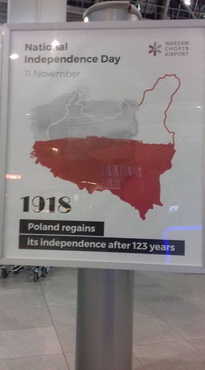 National
Independence Day
11 November
WARSAW
CHOPIN
AIRPORT
1918
Poland regains
its independence after 123 years